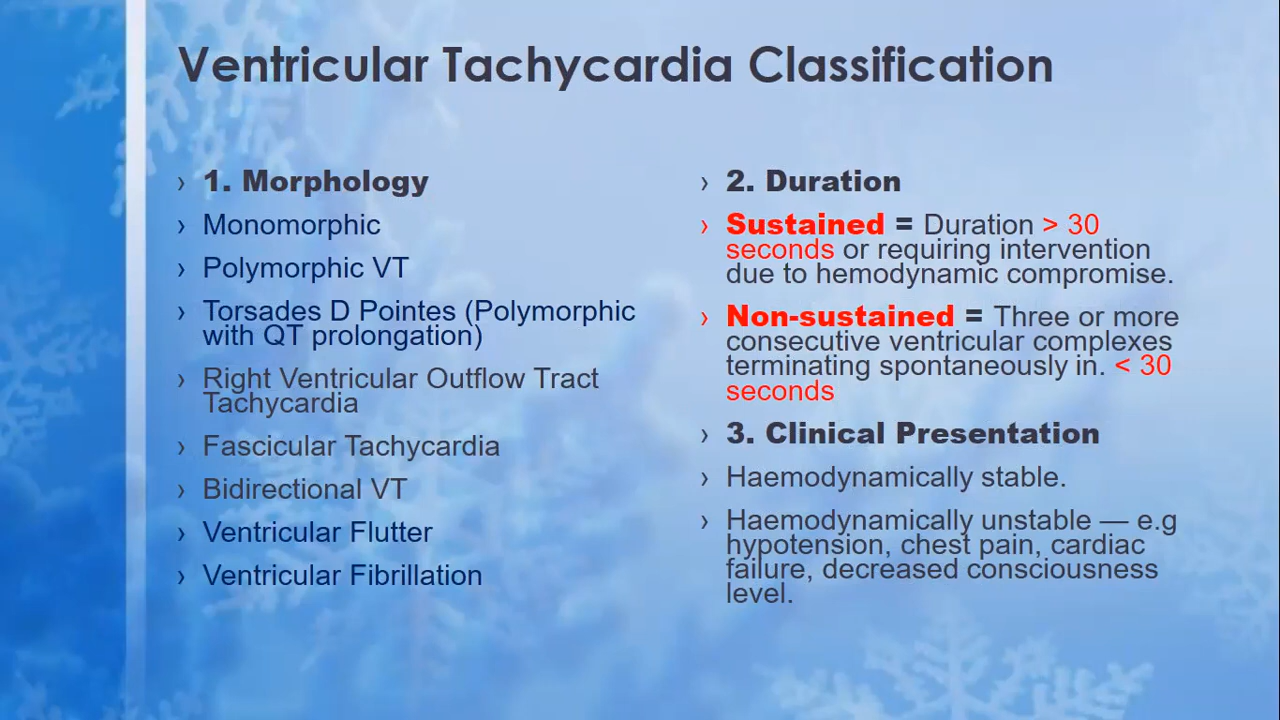 Ventricular Tachycardia Classification
› 1. Morphology
› Monomorphic
› Polymorphic VT
› Torsades D Pointes (Polymorphic
with QT prolongation)
› Right Ventricular Outflow Tract
Tachycardia
› Fascicular Tachycardia
› Bidirectional VT
› Ventricular Flutter
› Ventricular Fibrillation
› 2. Duration
› Sustained = Duration > 30
seconds or requiring intervention
due to hemodynamic compromise.
› Non-sustained = Three or more
consecutive ventricular complexes
terminating spontaneously in. < 30
seconds
› 3. Clinical Presentation
› Haemodynamically stable.
› Haemodynamically unstable — e.g
hypotension, chest pain, cardiac
failure, decreased consciousness
level.